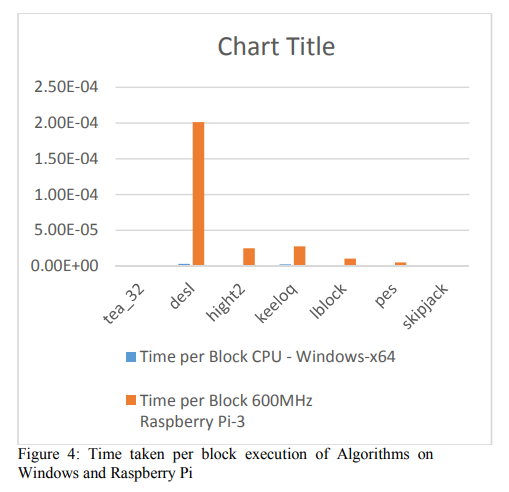 Chart Title
2.50E-04
2.00E-04
1.50E-04
1.00E-04
5.00E-05
0.00E+00
tea_32
desl
hight2
keeloq
lblock
pes
skipjack
Time per Block CPU - Windows-x64
Time per Block 600MHz
Raspberry Pi-3
Figure 4: Time taken per block execution of Algorithms on
Windows and Raspberry Pi